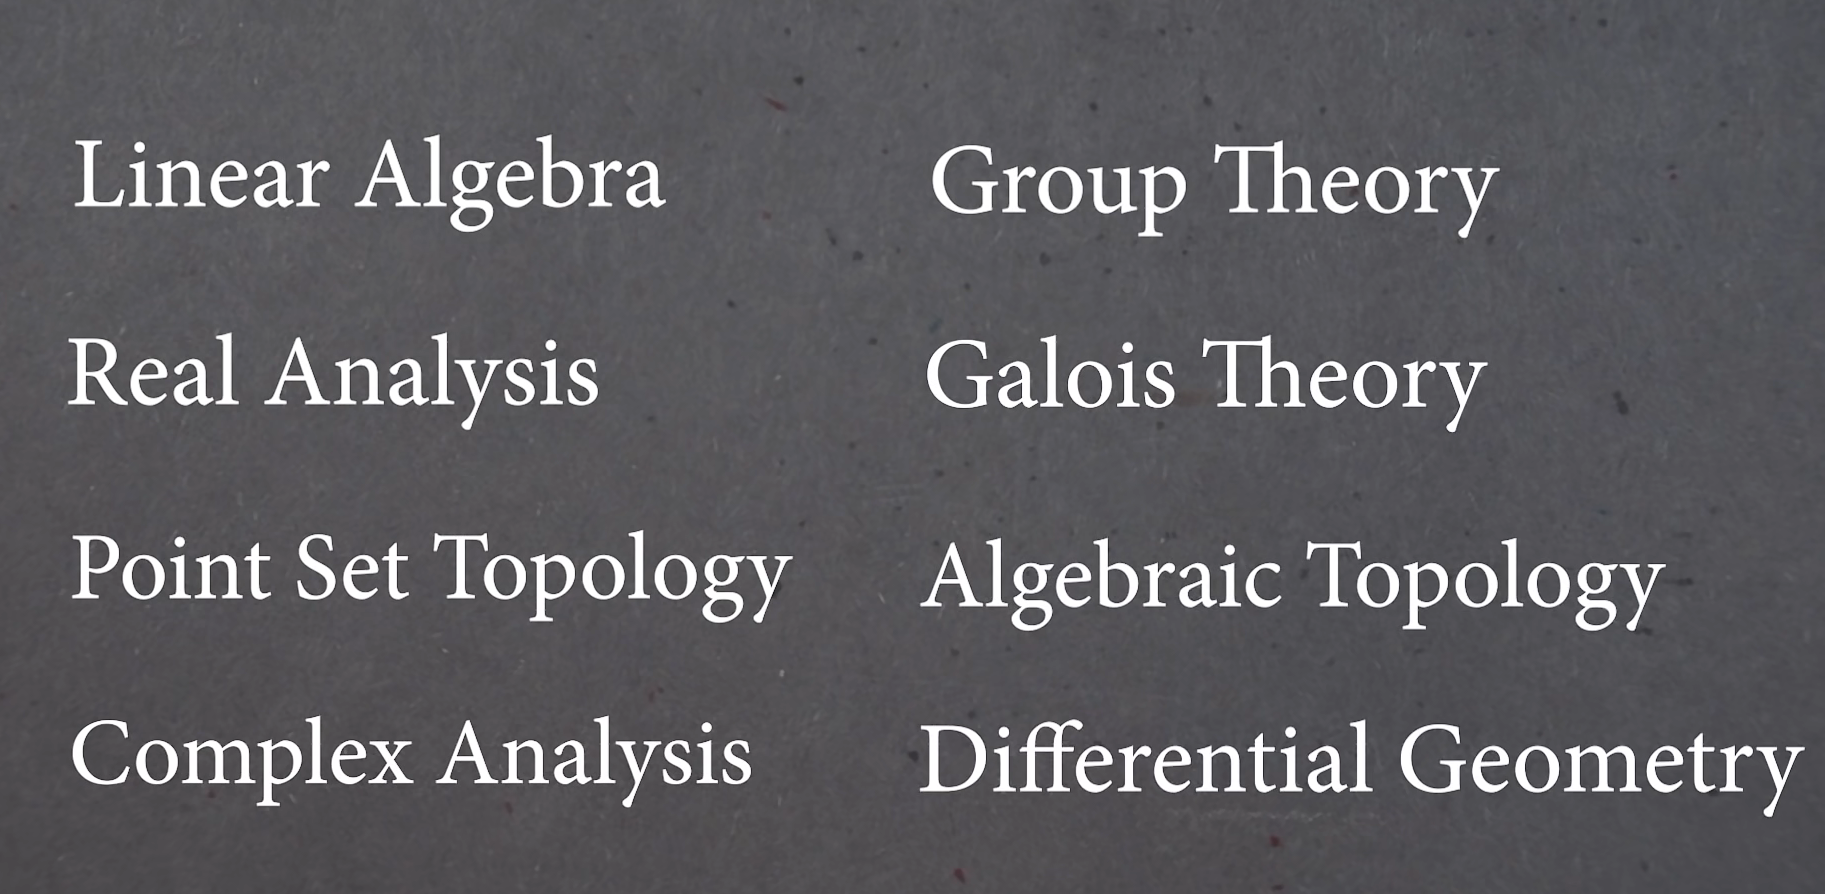 Linear Algebra
Real Analysis
Point Set Topology
Complex Analysis
Group Theory
Galois Theory
Algebraic Topology
Differential Geometry